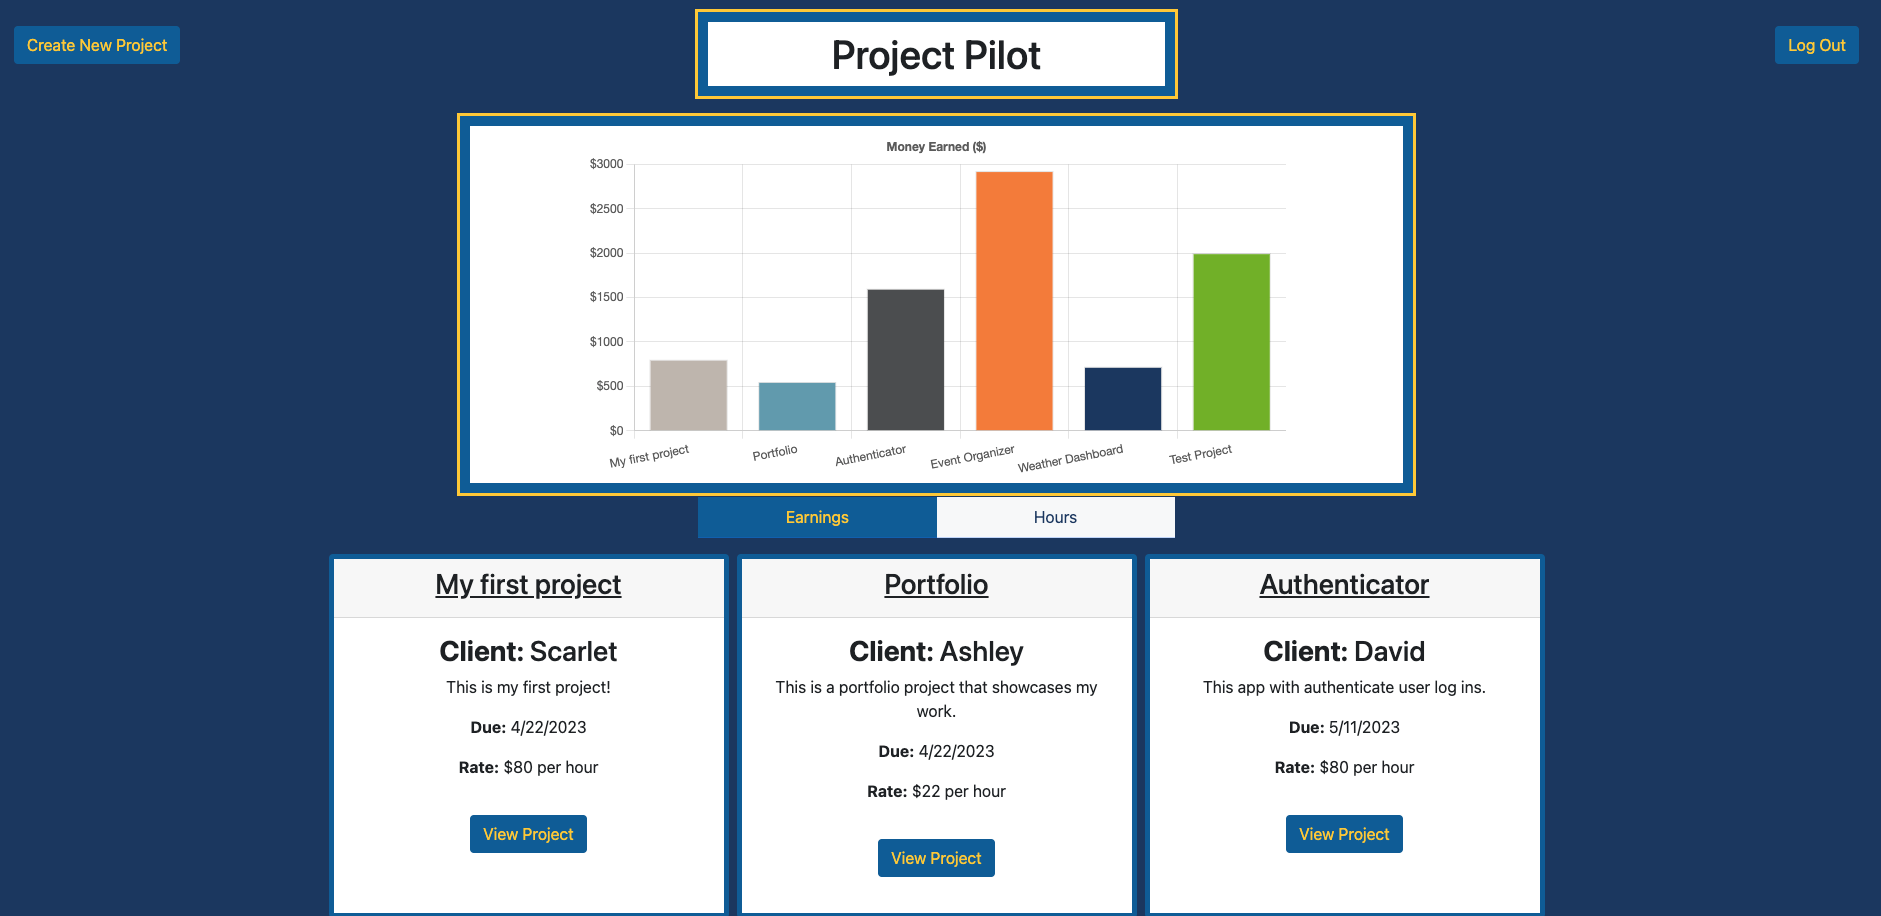 Create New Project
Project Pilot
Log Out
Money Earned ($)
$3000
$2500
$2000
$1500
$1000
$500
$0
My first project
Portfolio
Authenticator
Event Organizer
Weather Dashboard
Test Project
Earnings
Hours
My first project
Client: Scarlet
This is my first project!
Due: 4/22/2023
Rate: $80 per hour
View Project
Portfolio
Client: Ashley
This is a portfolio project that showcases my
work.
Due: 4/22/2023
Rate: $22 per hour
View Project
Authenticator
Client: David
This app with authenticate user log ins.
Due: 5/11/2023
Rate: $80 per hour
View Project